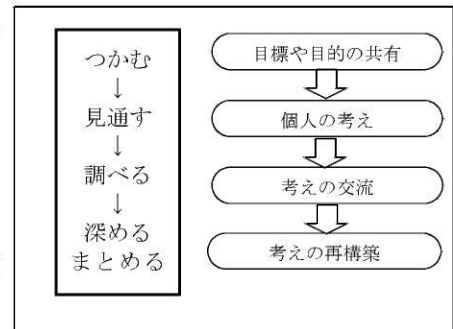 つかむ
↓
見通す
↓
調べる
↓
深める
まとめる
目標や目的の共有
個人の考え
考えの交流
考えの再構築